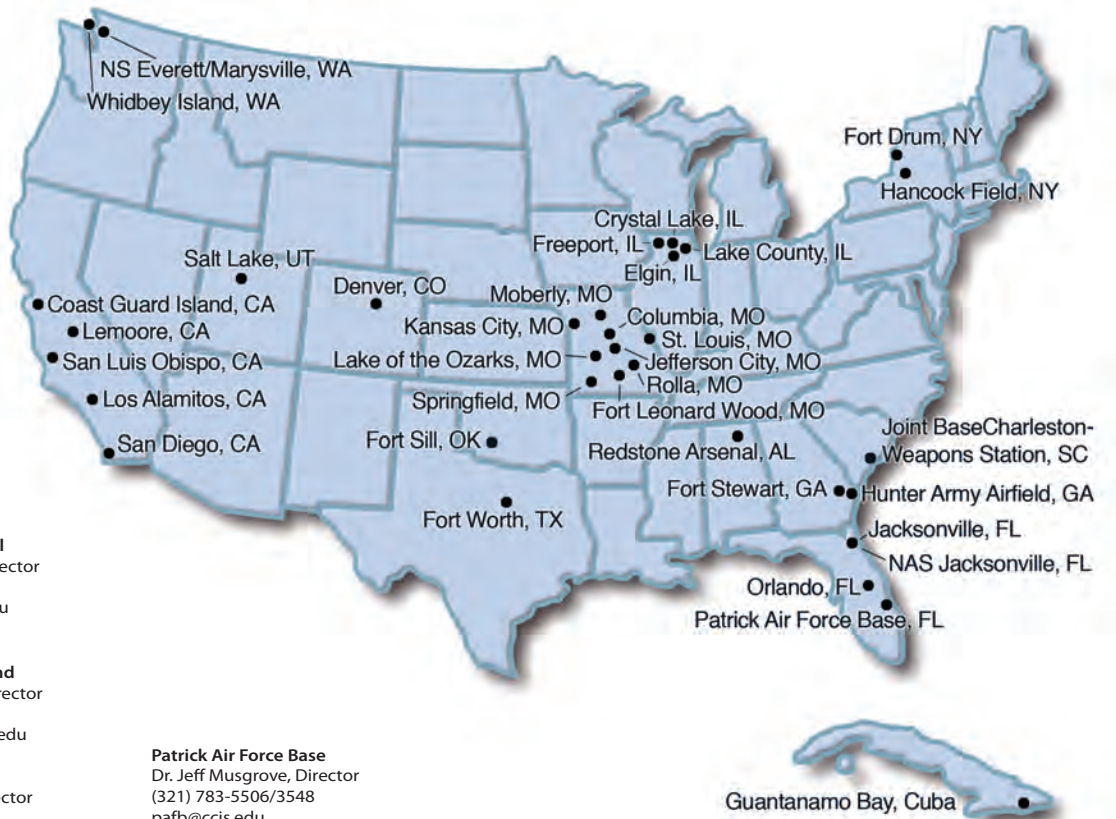 NS Everett/Marysville, WA
Whidbey Island, WA
Fort Drum, NY
Hancock Field, NY
Crystal Lake, IL
Freeport, IL
Lake County, IL
Elgin, IL
Salt Lake, UT
Denver, CO
Moberly, MO
Coast Guard Island, CA
Kansas City, MO
Columbia, MO
Lemoore, CA
St. Louis, MO
San Luis Obispo, CA
Lake of the Ozarks, MO
Jefferson City, MO
Rolla, MO
Los Alamitos, CA
Springfield, MO
Fort Leonard Wood, MO
San Diego, CA
Fort Sill, OK
Redstone Arsenal, AL
Joint BaseCharleston-
Weapons Station, SC
Fort Stewart, GA
Hunter Army Airfield, GA
Fort Worth, TX
Jacksonville, FL
NAS Jacksonville, FL
Orlando, FL
Patrick Air Force Base, FL
Guantanamo Bay, Cuba
Patrick Air Force Base
Dr. Jeff Musgrove, Director
(321) 783-5506/3548
pafb@ccis.edu